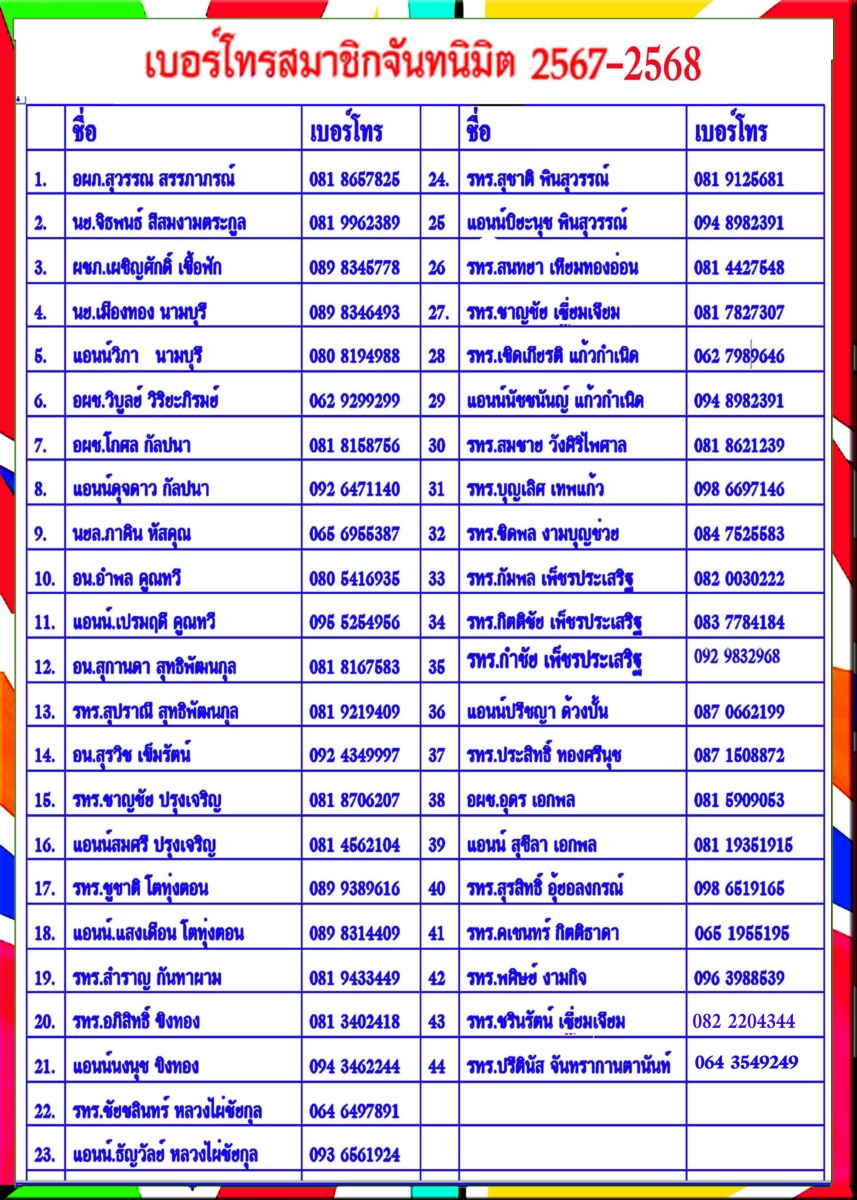 เบอร์โทรสมาชิกจันทนิมิต 2567-2568
ชื่อ เบอร์โทร ชื่อ เบอร์โทร
1. อผภ.สุวรรณ สรรภาภรณ์ 081 8657825 24. รทร.สุชาติ พินสุวรรณ์ 081 9125681
2. นย.จิธพนธ์ สีสมงามตระกูล 081 9962389 25 แอนน์ปิยะนุช พินสุวรรณ์ 094 8982391
3. ผชภ.เผชิญศักดิ์ เชื้อฟัก 089 8345778 26 รทร.สนทยา เทียมทองอ่อน 081 4427548
4. นย.เมืองทอง นามบุรี 089 8346493 27. รทร.ชาญชัย เซี่ยมเจียม 081 7827307
5. แอนน์วิภา นามบุรี 080 8194988 28 รทร.เชิดเกียรติ แก้วกำเนิด 062 7989646
6. อผช.วิบูลย์ วิริยะภิรมย์ 062 9299299 29 แอนน์นัชชนันญ์ แก้วกำเนิด 094 8982391
7. อผช.โกศล กัลปนา 081 8158756 30 รทร.สมชาย วังศิริไพศาล 081 8621239
8. แอนน์ดุจดาว กัลปนา 092 6471140 31 รทร.บุญเลิศ เทพแก้ว 098 6697146
9. นยล.ภาคิน หัสคุณ 065 6955387 32 รทร.ชิดพล งามบุญช่วย 084 7525583
10. อน.อำพล คูณทวี 080 5416935 33 รทร.กัมพล เพ็ชรประเสริฐ 082 0030222
11. แอนน์.เปรมฤดี คูณทวี 095 5254956 34 รทร.กิตติชัย เพ็ชรประเสริฐ 083 7784184
12. อน.สุกานดา สุทธิพัฒนกุล 081 8167583 35 รทร.กำชัย เพ็ชรประเสริฐ 092 9832968
13. รทร.สุปราณี สุทธิพัฒนกุล 081 9219409 36 แอนน์ปรีชญา ด้วงปั้น 087 0662199
14. อน.สุรวิช เข็มรัตน์ 092 4349997 37 รทร.ประสิทธิ์ ทองศรีนุช 087 1508872
15. รทร.ชาญชัย ปรุงเจริญ 081 8706207 38 อผช.อุดร เอกพล 081 5909053
16. แอนน์สมศรี ปรุงเจริญ 081 4562104 39 แอนน์ สุชีลา เอกพล 081 19351915
17. รทร.ชูชาติ โตทุ่งตอน 089 9389616 40 รทร.สุรสิทธิ์ อุ้ยอลงกรณ์ 098 6519165
18. แอนน์.แสงเดือน โตทุ่งตอน 089 8314409 41 รทร.คเชนทร์ กิตติธาดา 065 1955195
19. รทร.สำราญ กันทาผาม 081 9433449 42 รทร.พศิษย์ งามกิจ 096 3988539
20. รทร.อภิสิทธิ์ ขิงทอง 081 3402418 43 รทร.ชรินรัตน์ เซี่ยมเจียม 082 2204344
21. แอนน์นงนุช ขิงทอง 094 3462244 44 รทร.ปรีตินัส จันทรากานตานันท์ 064 3549249
22. รทร.ชัยชลินทร์ หลวงไผ่ชัยกุล 064 6497891
23. แอนน์.ธัญวัลย์ หลวงไผ่ชัยกุล 093 6561924